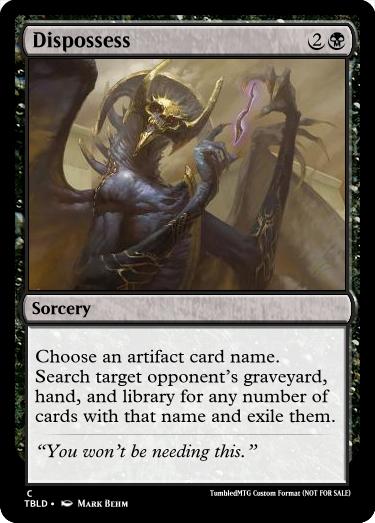 Dispossess 2
Sorcery
Choose an artifact card name.
Search target opponent's graveyard,
hand, and library for any number of
cards with that name and exile them.
"You won't be needing this."
C
TBLD • Mark Behm
TumbledMTG Custom Format (NOT FOR SALE)